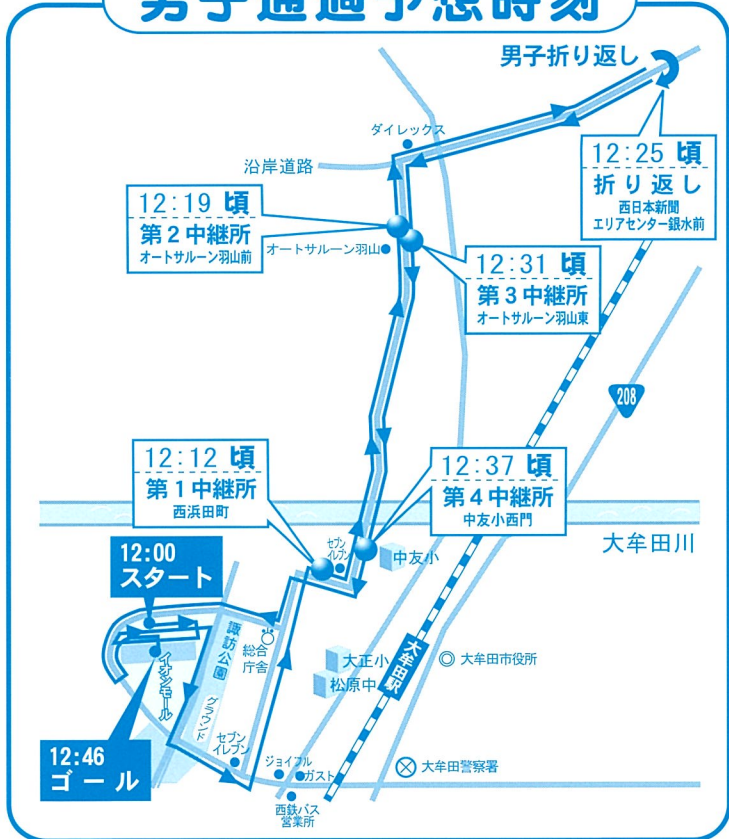 男子通過予想時刻
男子折り返し
ダイレックス
沿岸道路
12:25 頃
折り返し
西日本新聞
エリアセンター銀水前
12:19 頃
第2中継所
オートサルーン羽山前
オートサルーン羽山
12:31 頃
第3中継所
オートサルーン羽山東
208
12:12 頃
第1中継所
西浜田町
12:37 頃
第4中継所
中友小西門
大牟田川
セブン
イレブン
中友小
12:00
スタート
諏訪公園
グラウンド
総合
庁舎
イオンモール
大正小
松原中
大牟田駅
大牟田市役所
12:46
ゴール
セブン
イレブン
ジョイフル
ガスト
西鉄バス
営業所
大牟田警察署